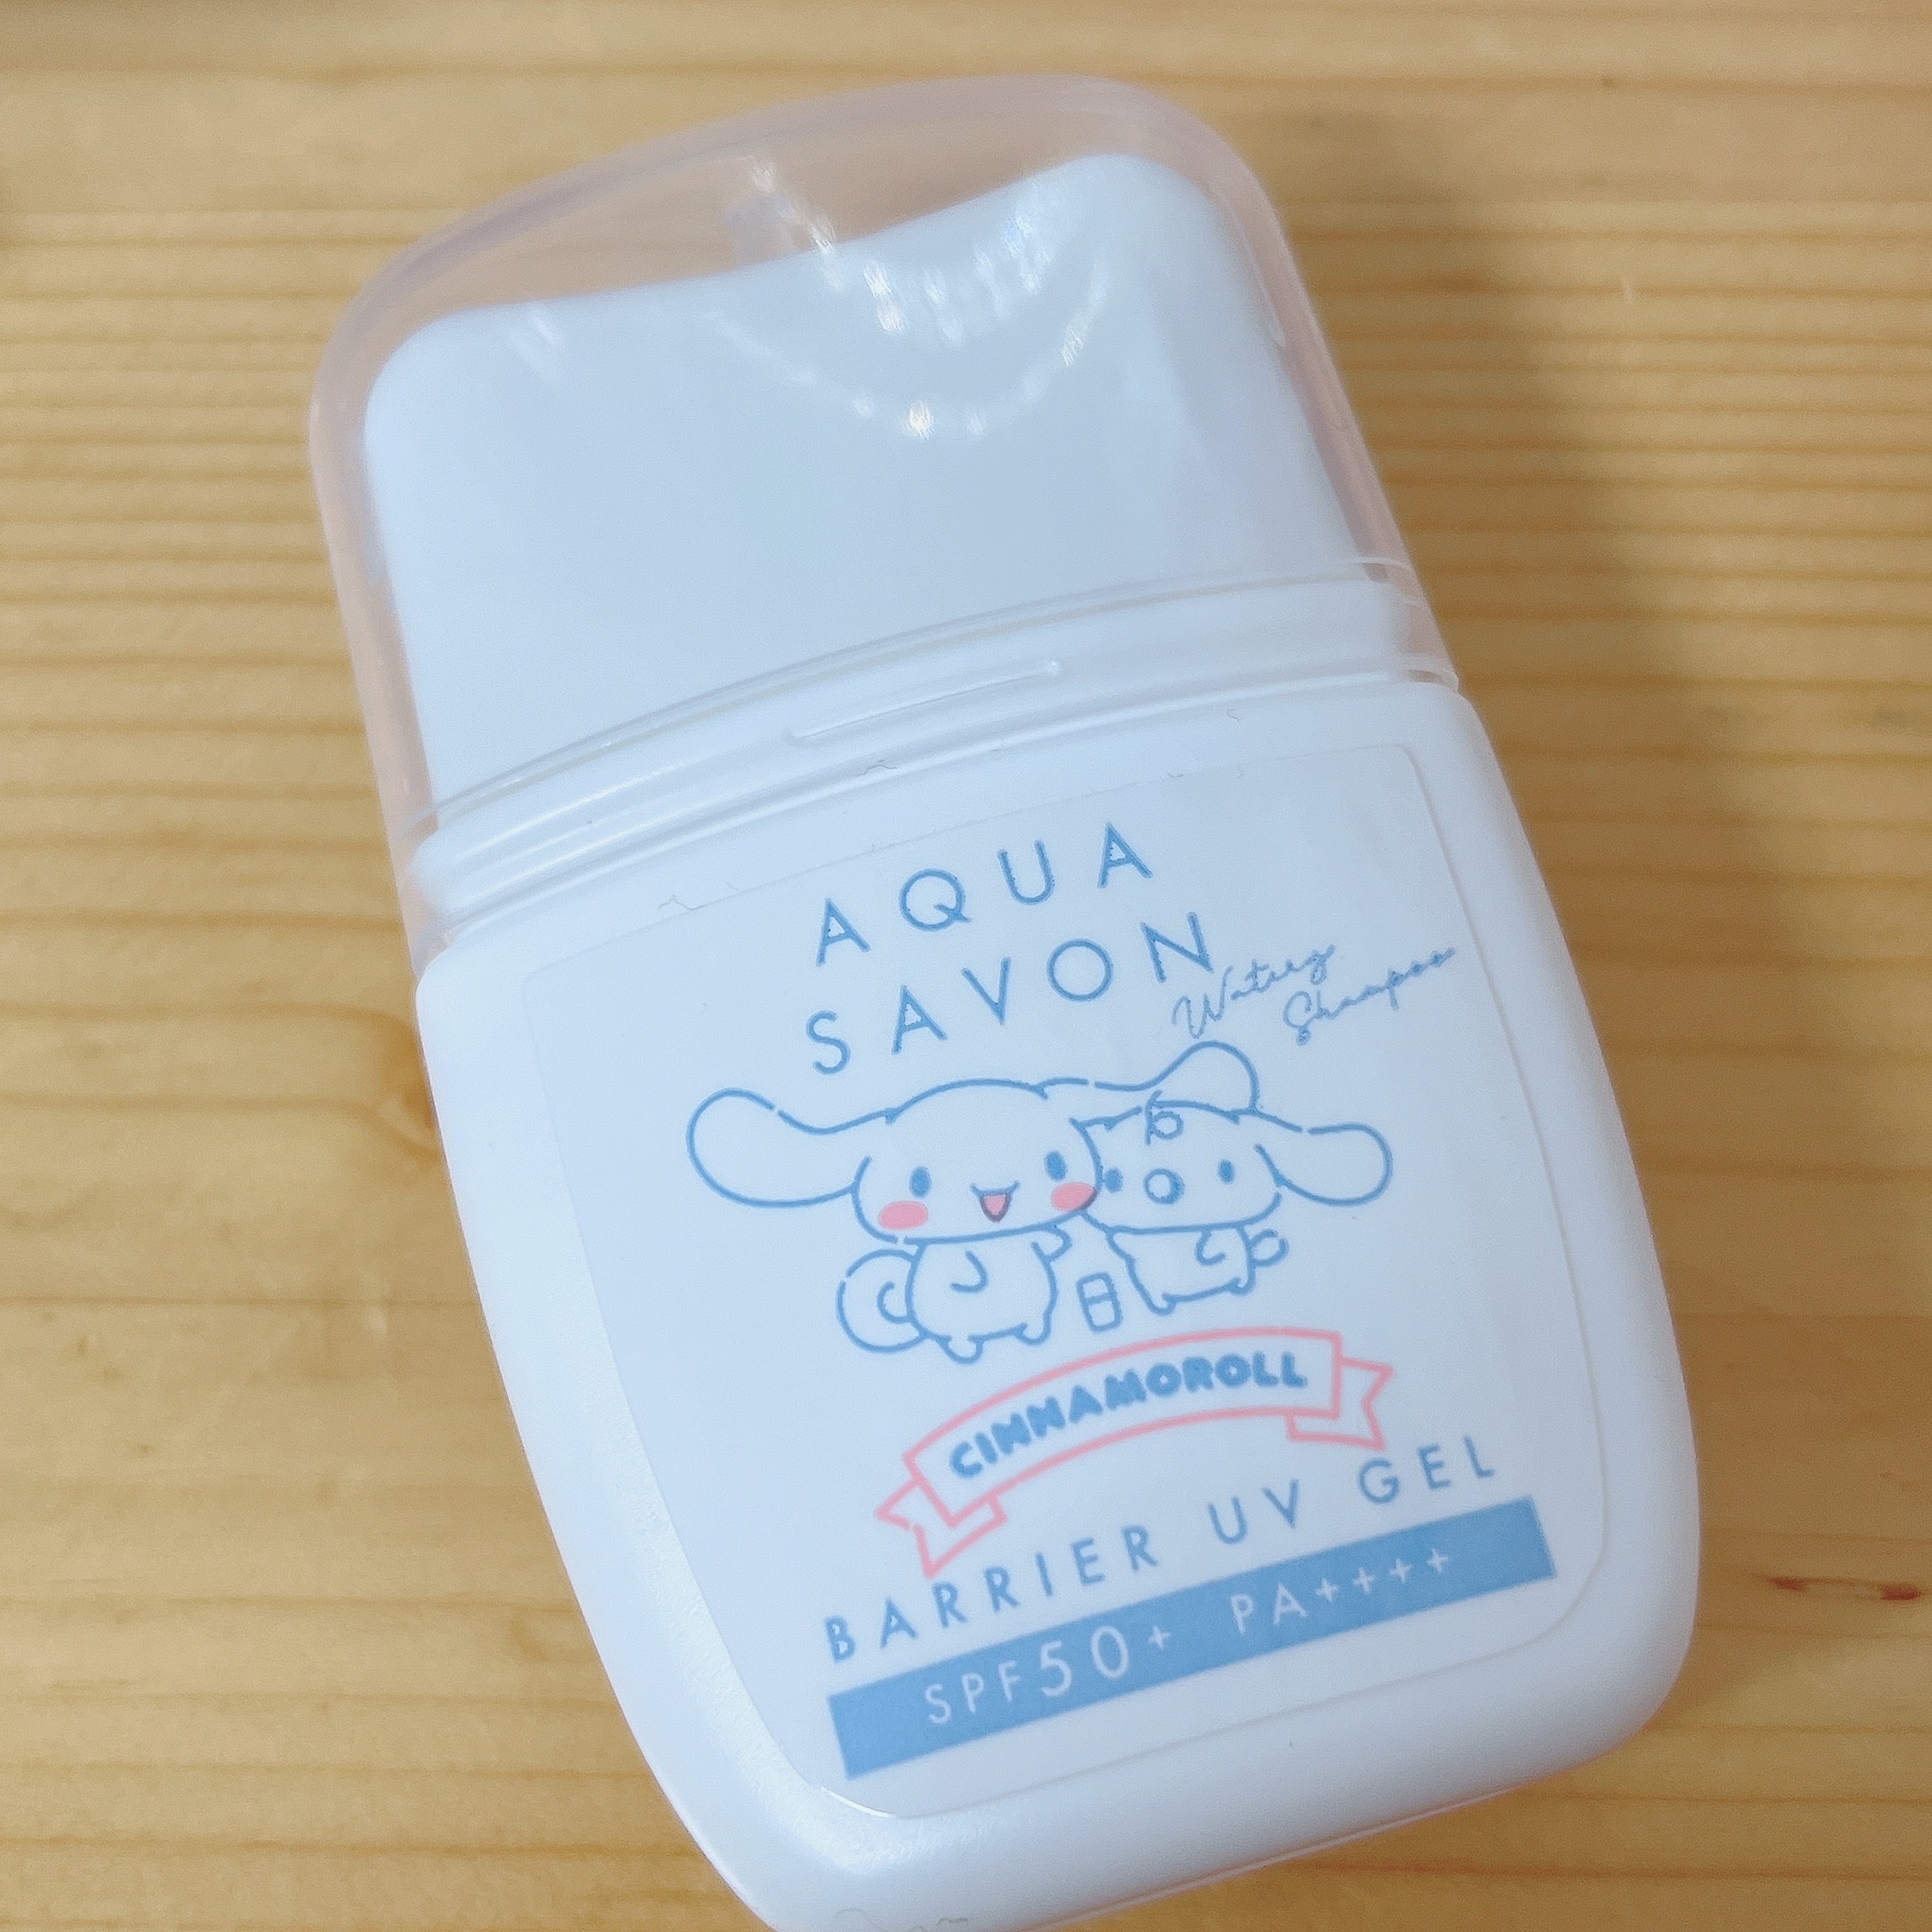 AQUA
SAVON
Watery
Shampoo
CINNAMOROLL
BARRIER UV GEL
SPF50+ PA++++